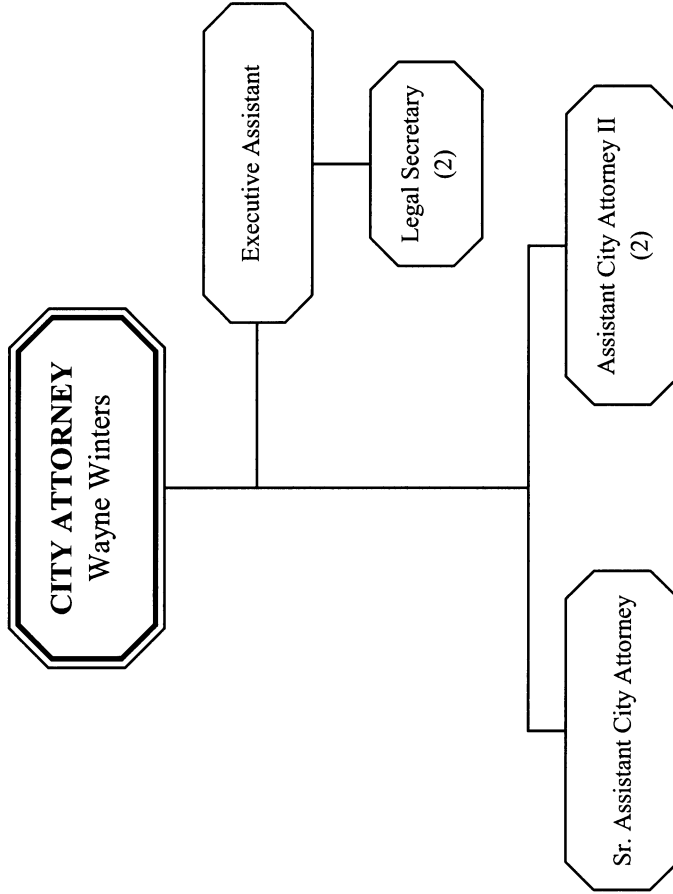 CITY ATTORNEY
Wayne Winters
Executive Assistant
Legal Secretary
(2)
Sr. Assistant City Attorney
Assistant City Attorney II
(2)